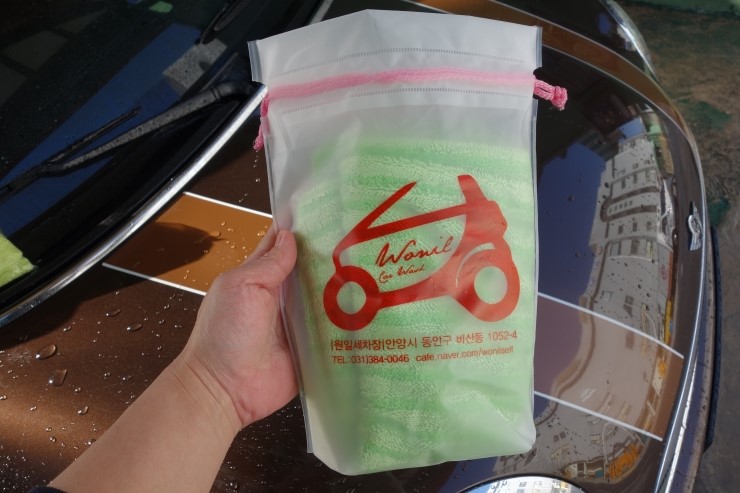 Wonil
Car Wash
|원일세차장|안양시 동안구 비산동 1052-4
TEL: 031)384-0046 cafe.naver.com/wonilself